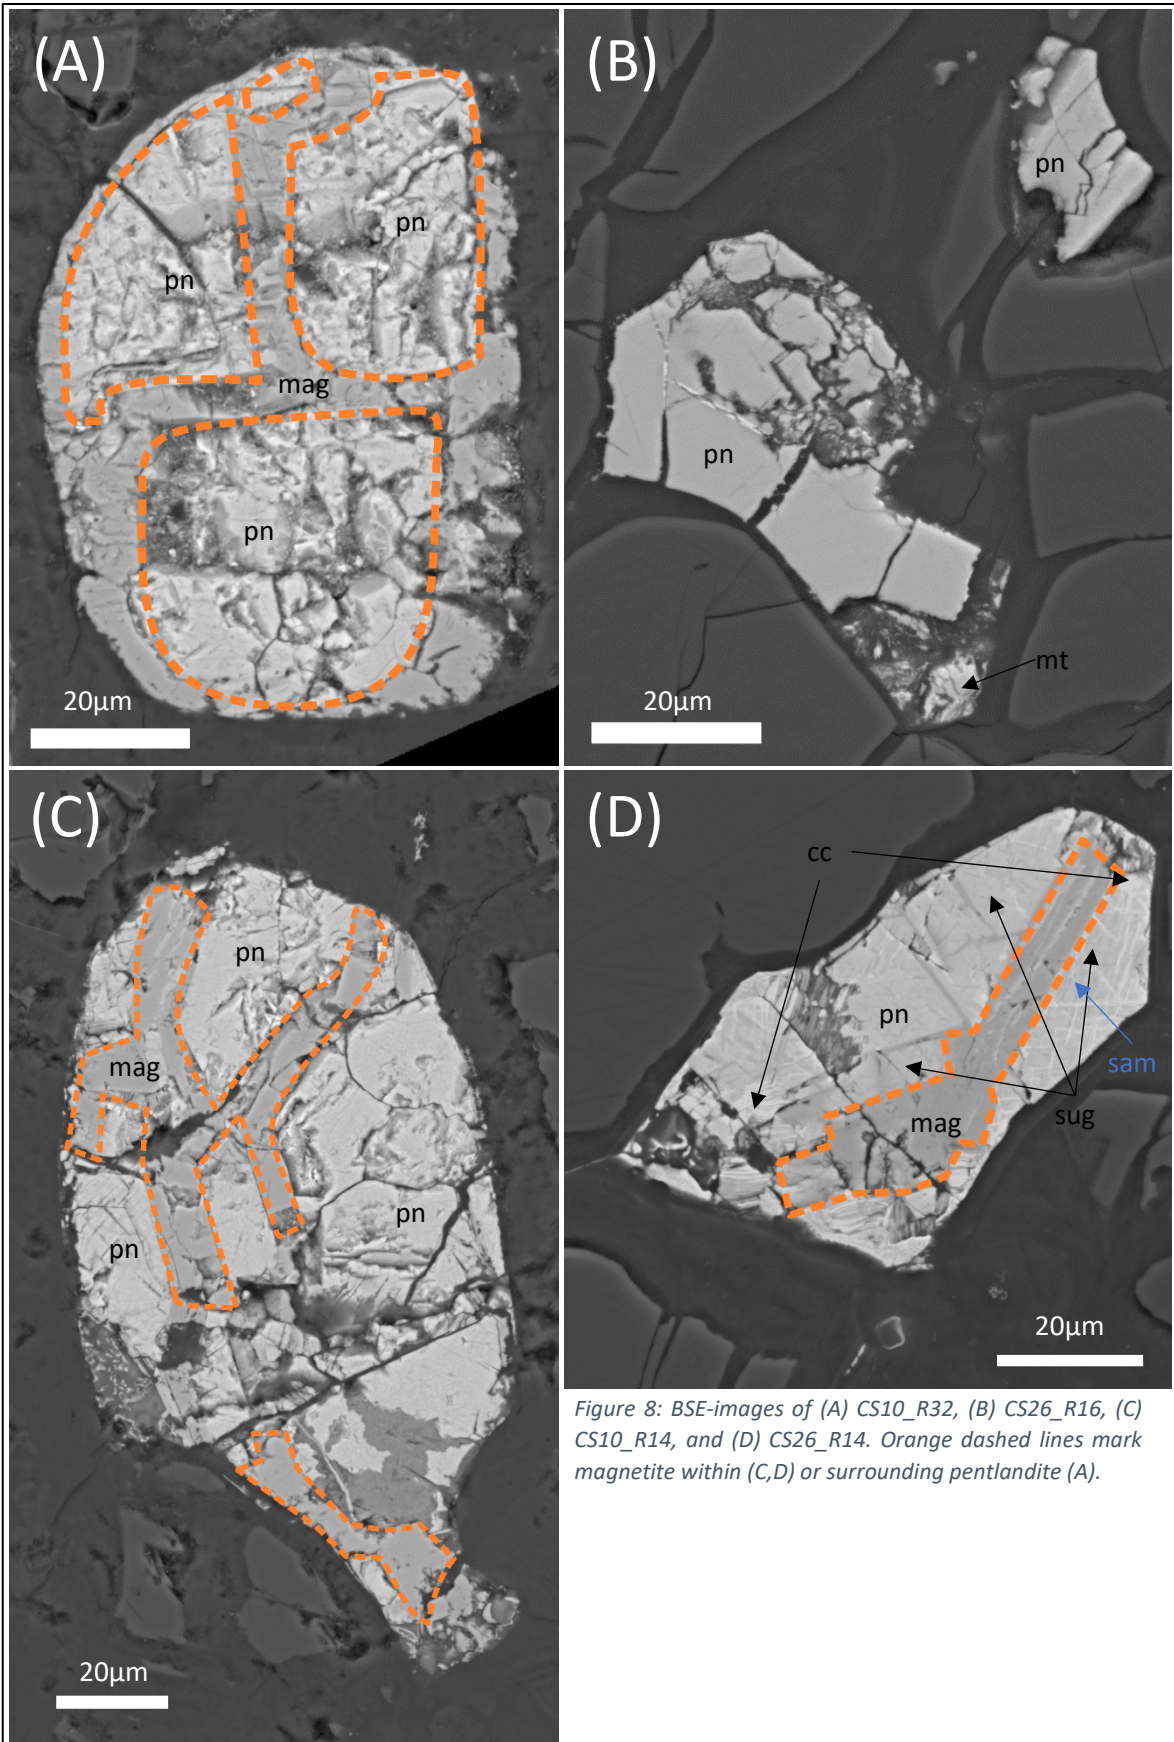 (A)
pn
pn
mag
pn
20µm
(B)
pn
pn
mt
20µm
(C)
pn
mag
pn
pn
20µm
(D)
cc
pn
sam
mag
sug
20µm
Figure 8: BSE-images of (A) CS10_R32, (B) CS26_R16, (C)
CS10_R14, and (D) CS26_R14. Orange dashed lines mark
magnetite within (C,D) or surrounding pentlandite (A).